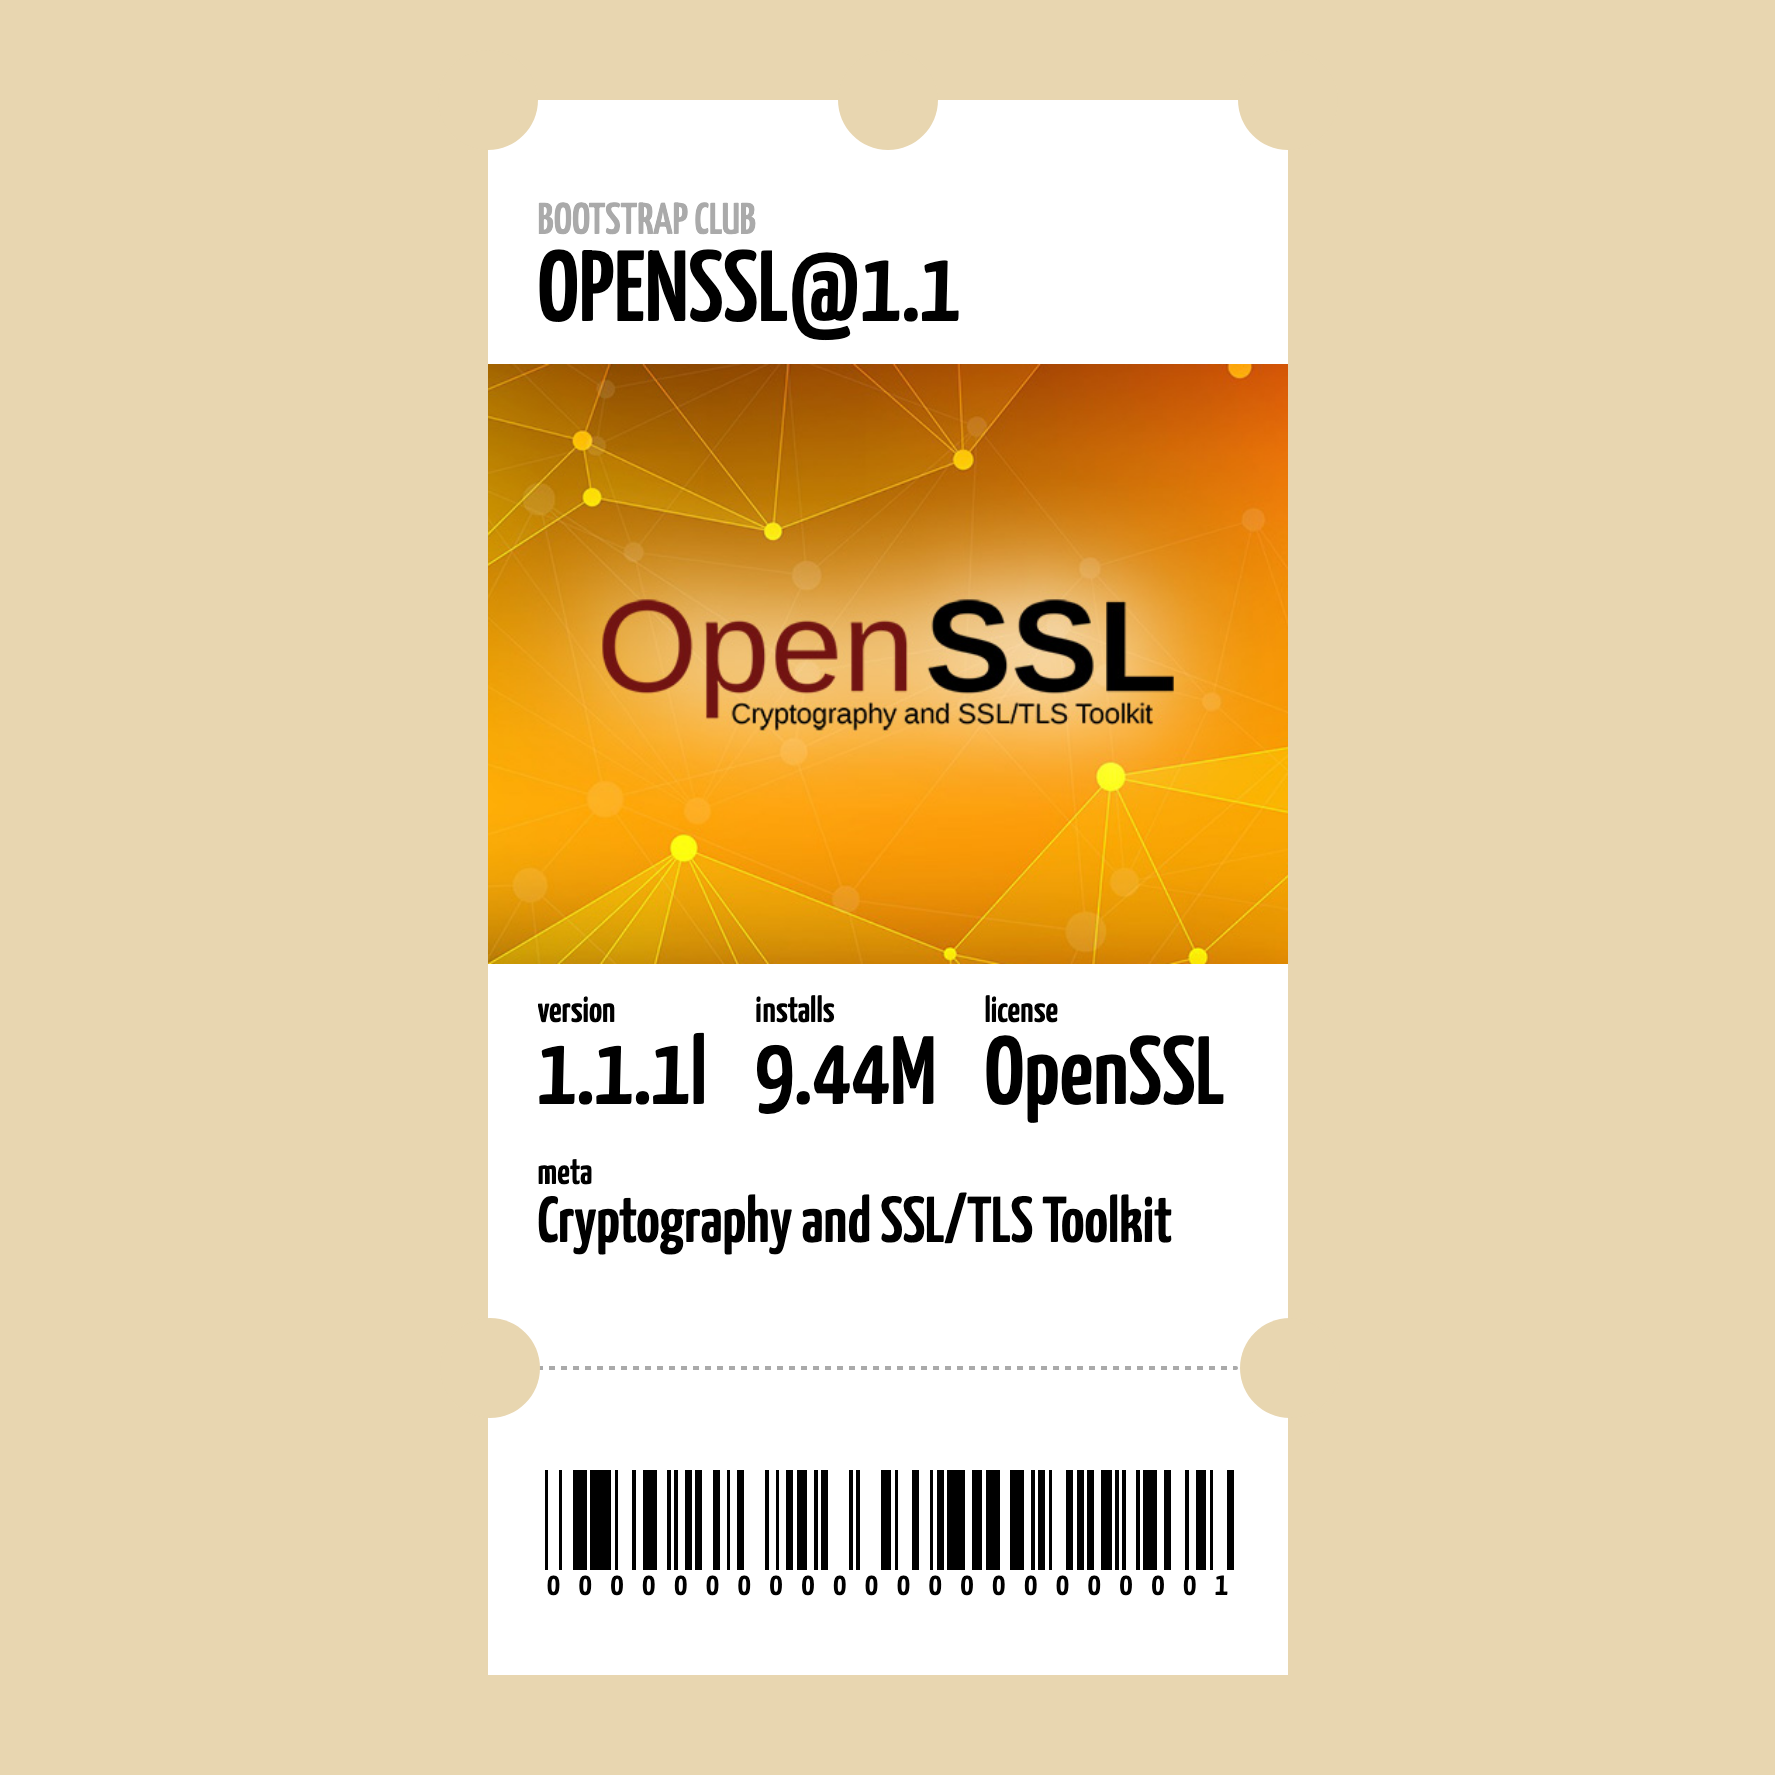 BOOTSTRAP CLUB
OPENSSL@1.1
OpenSSL
Cryptography and SSL/TLS Toolkit
version installs license
1.1.1l 9.44M OpenSSL
meta
Cryptography and SSL/TLS Toolkit
0 0 0 0 0 0 0 0 0 0 0 0 0 0 0 0 0 0 0 0 0 1